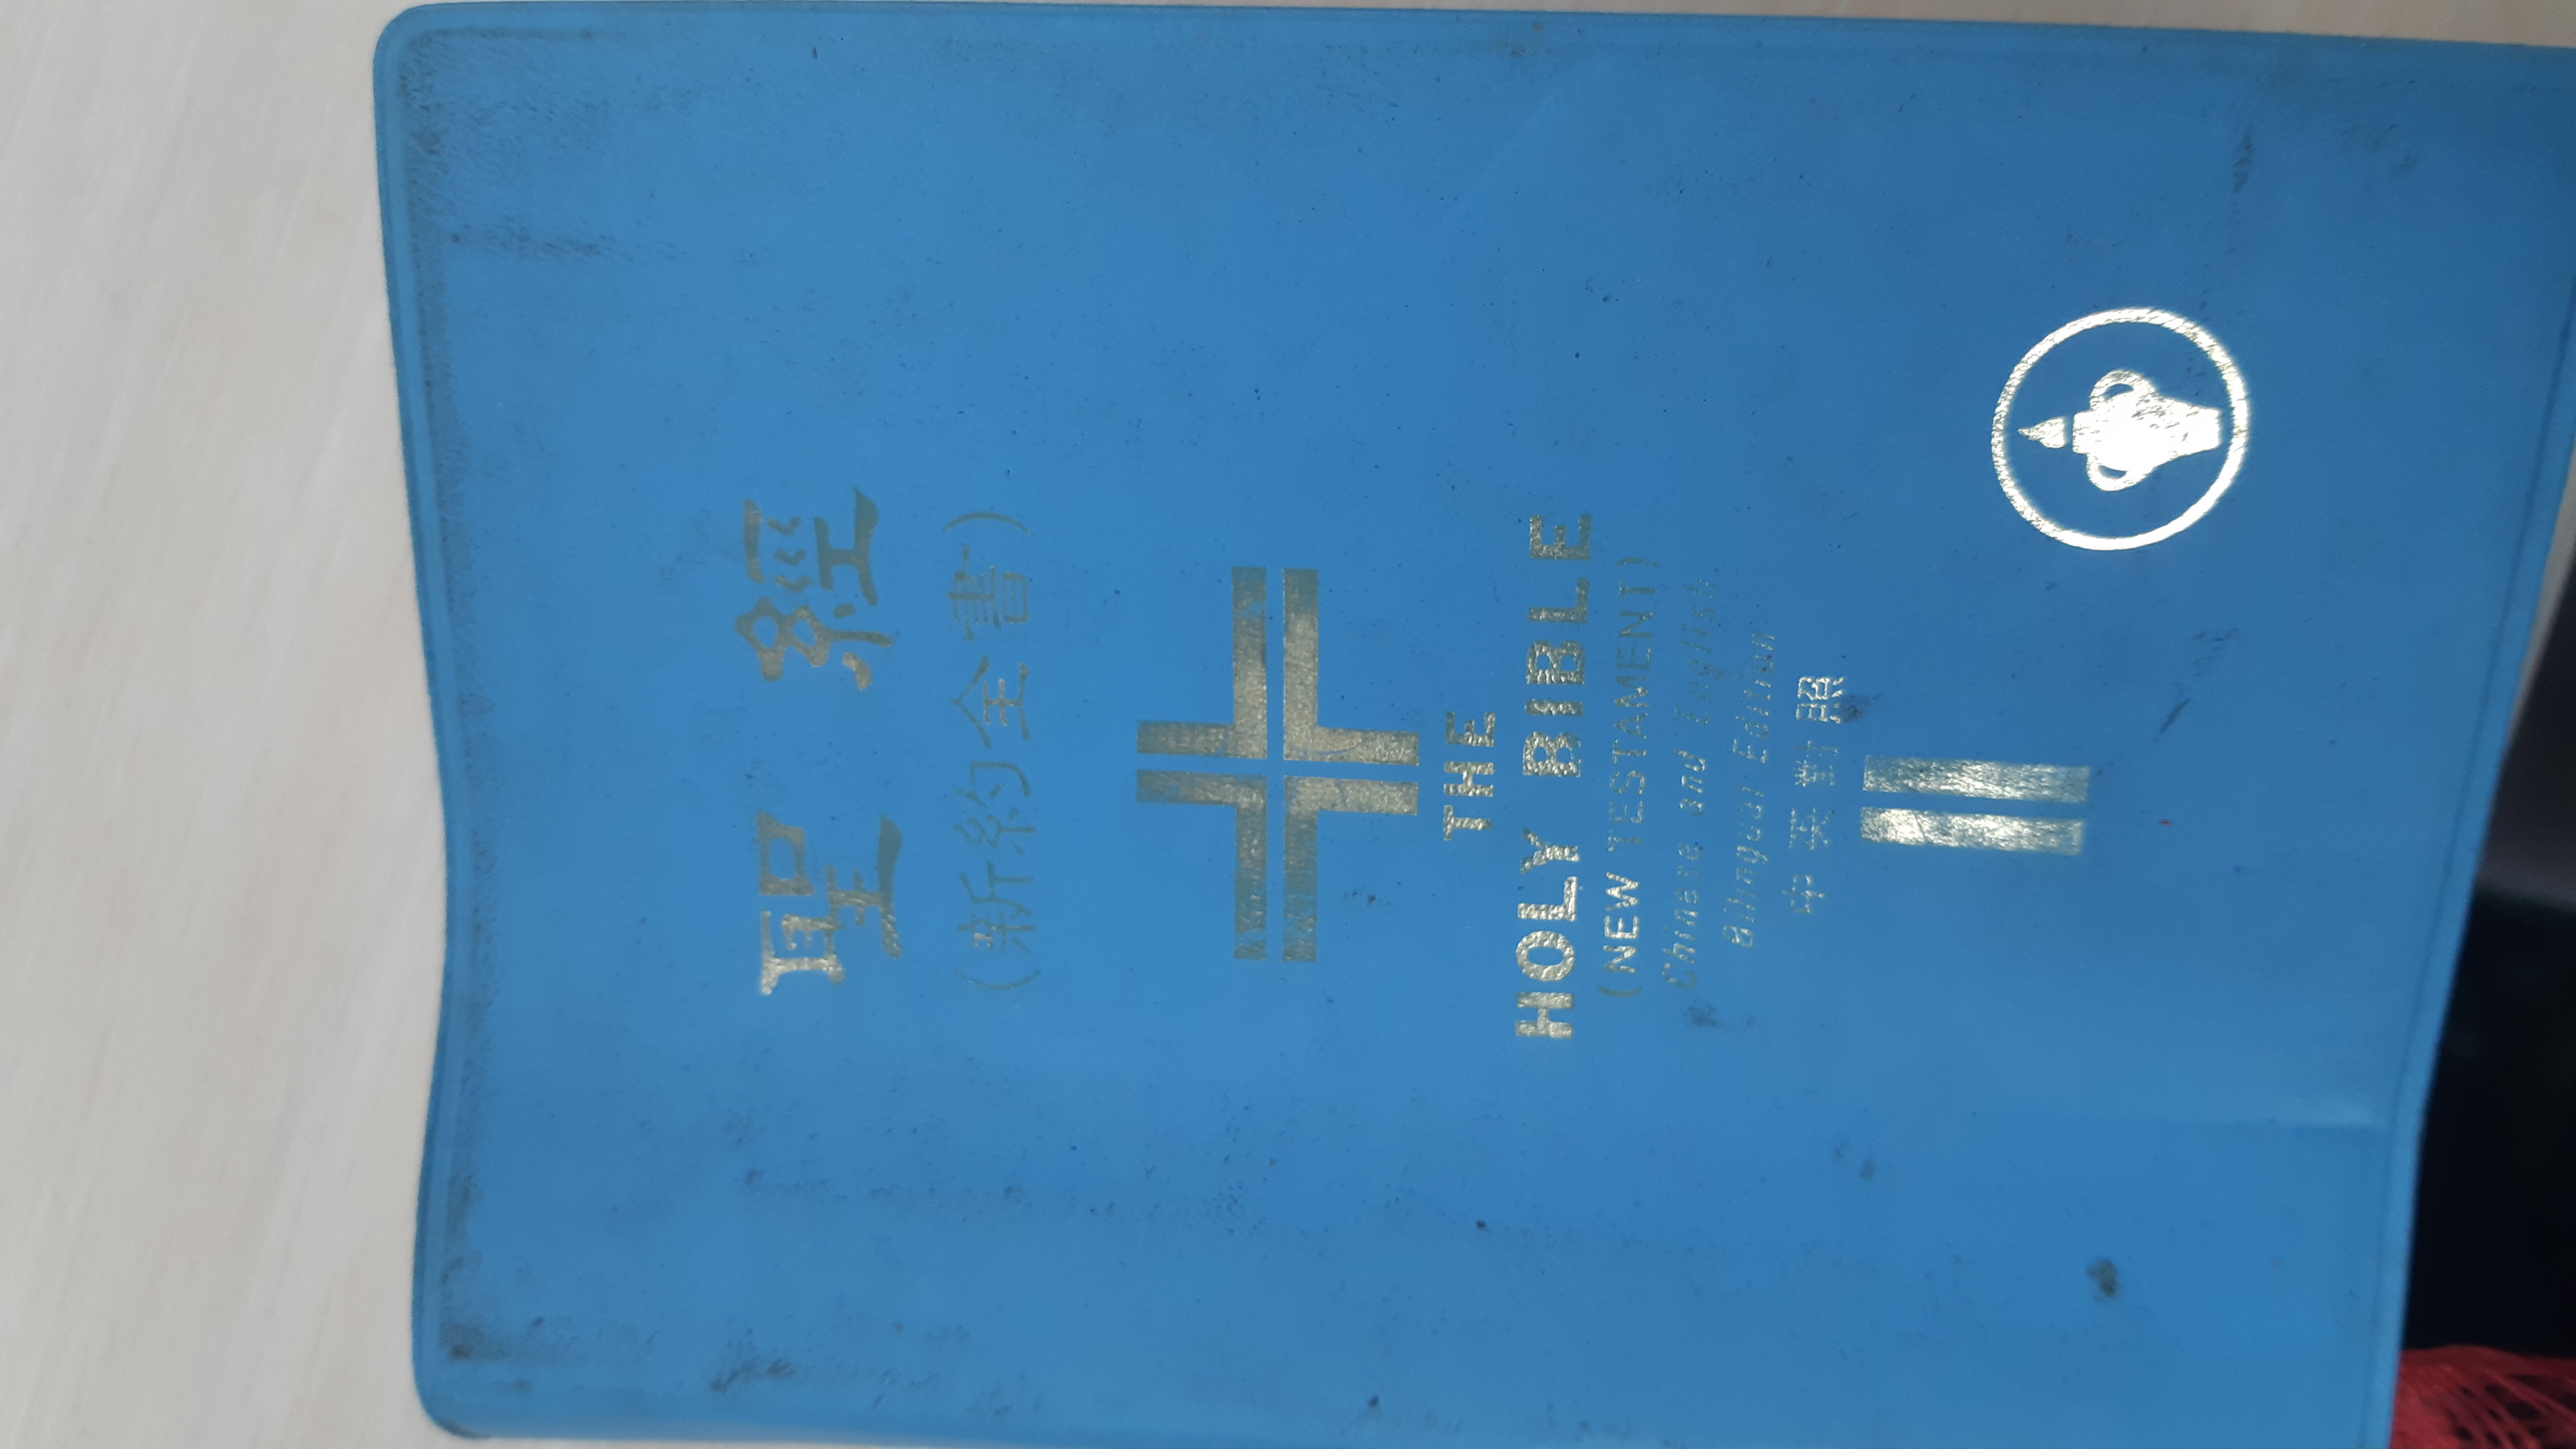 聖經
(新約全書)
THE
HOLY BIBLE
(NEW TESTAMENT)
Chinese and English
Bilingual Edition
中英對照